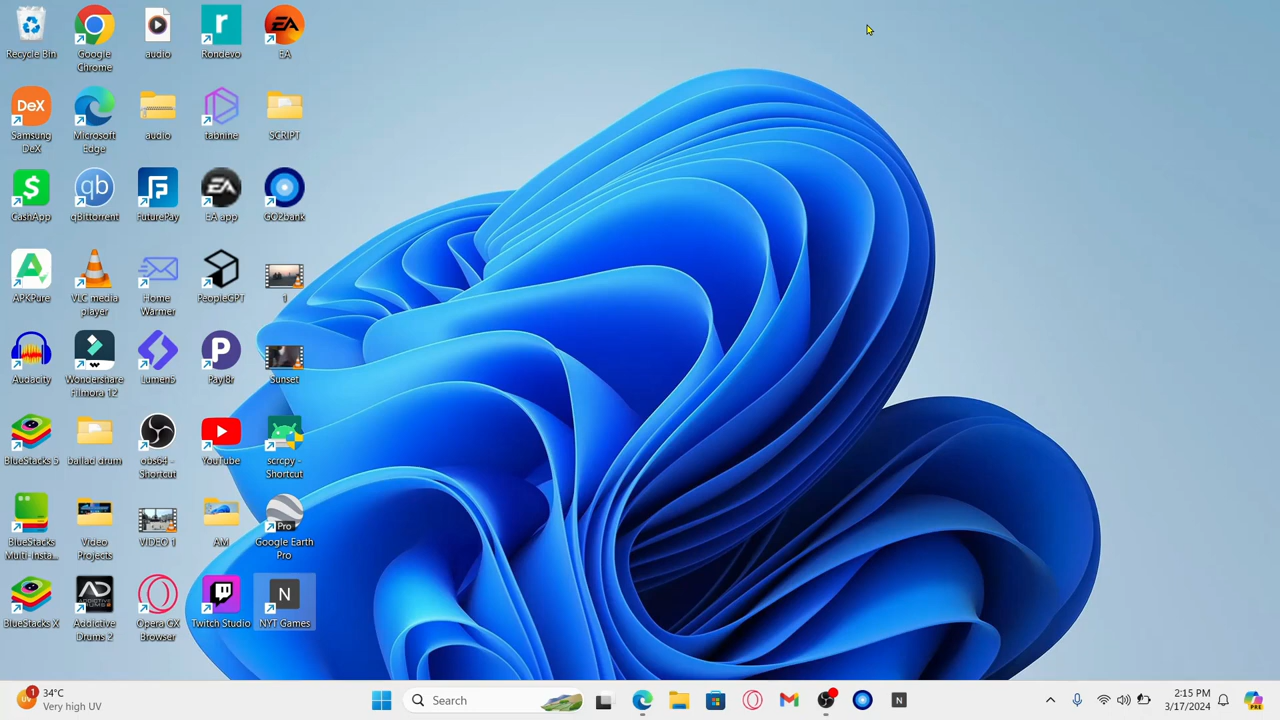 Recycle Bin
Google
Chrome
audio
Rondevo
EA
Samsung
DeX
Microsoft
Edge
audio
tabnine
SCRIPT
CashApp
qBittorrent
FuturePay
EA app
GO2bank
APKPure
VLC media
player
Home
Warmer
PeopleGPT
1
Audacity
Wondershare
Filmora 12
Lumen5
Payl8r
Sunset
BlueStacks 5
ballad drum
obs64 -
Shortcut
YouTube
scrcpy -
Shortcut
BlueStacks
Multi-Insta...
Video
Projects
VIDEO 1
AM
Google Earth
Pro
BlueStacks X
Addictive
Drums 2
Opera GX
Browser
Twitch Studio
NYT Games
34°C
Very high UV
Search
2:15 PM
3/17/2024